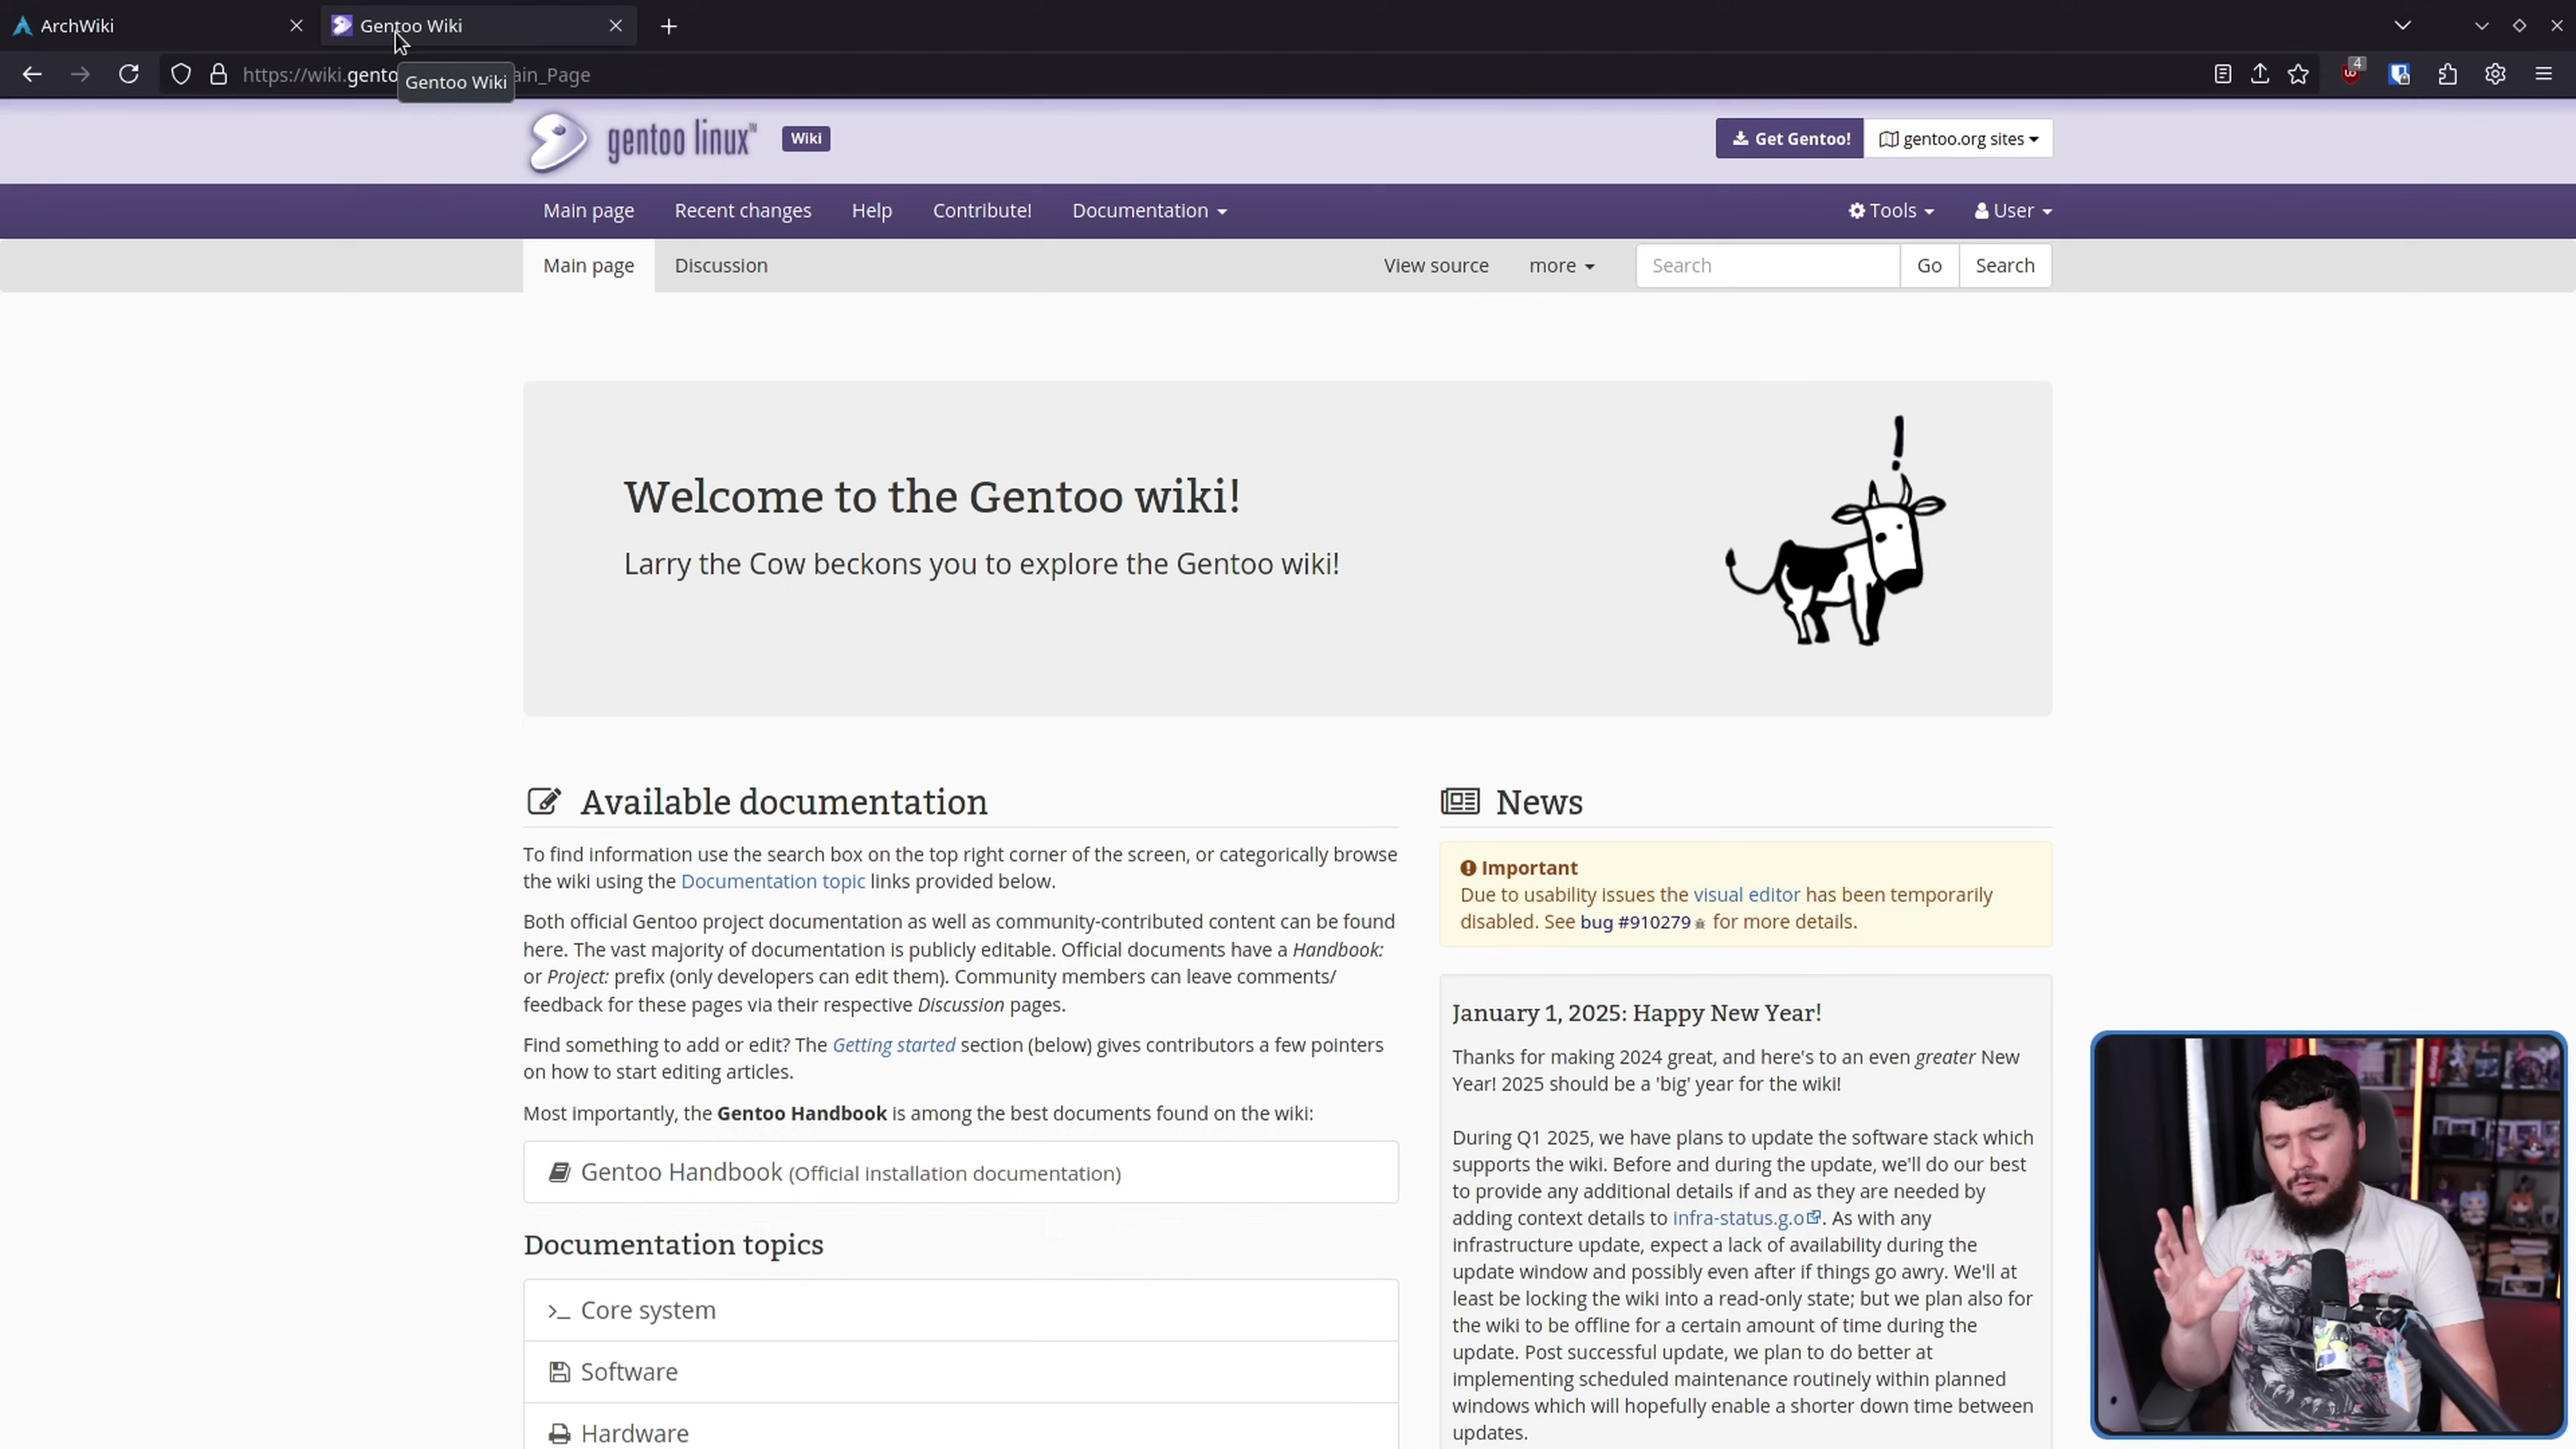 ArchWiki
Gentoo Wiki
https://wiki.gento
ain_Page
Gentoo Wiki
4
gentoo linux™
Wiki
Get Gentoo!
gentoo.org sites
Main page
Recent changes
Help
Contribute!
Documentation
Tools
User
Main page
Discussion
View source
more
Search
Go
Search
Welcome to the Gentoo wiki!
Larry the Cow beckons you to explore the Gentoo wiki!
!
Available documentation
To find information use the search box on the top right corner of the screen, or categorically browse
the wiki using the Documentation topic links provided below.
Both official Gentoo project documentation as well as community-contributed content can be found
here. The vast majority of documentation is publicly editable. Official documents have a Handbook:
or Project: prefix (only developers can edit them). Community members can leave comments/
feedback for these pages via their respective Discussion pages.
Find something to add or edit? The Getting started section (below) gives contributors a few pointers
on how to start editing articles.
Most importantly, the Gentoo Handbook is among the best documents found on the wiki:
Gentoo Handbook (Official installation documentation)
Documentation topics
Core system
Software
Hardware
News
Important
Due to usability issues the visual editor has been temporarily
disabled. See bug #910279 for more details.
January 1, 2025: Happy New Year!
Thanks for making 2024 great, and here's to an even greater New
Year! 2025 should be a 'big' year for the wiki!
During Q1 2025, we have plans to update the software stack which
supports the wiki. Before and during the update, we'll do our best
to provide any additional details if and as they are needed by
adding context details to infra-status.g.o. As with any
infrastructure update, expect a lack of availability during the
update window and possibly even after if things go awry. We'll at
least be locking the wiki into a read-only state; but we plan also for
the wiki to be offline for a certain amount of time during the
update. Post successful update, we plan to do better at
implementing scheduled maintenance routinely within planned
windows which will hopefully enable a shorter down time between
updates.